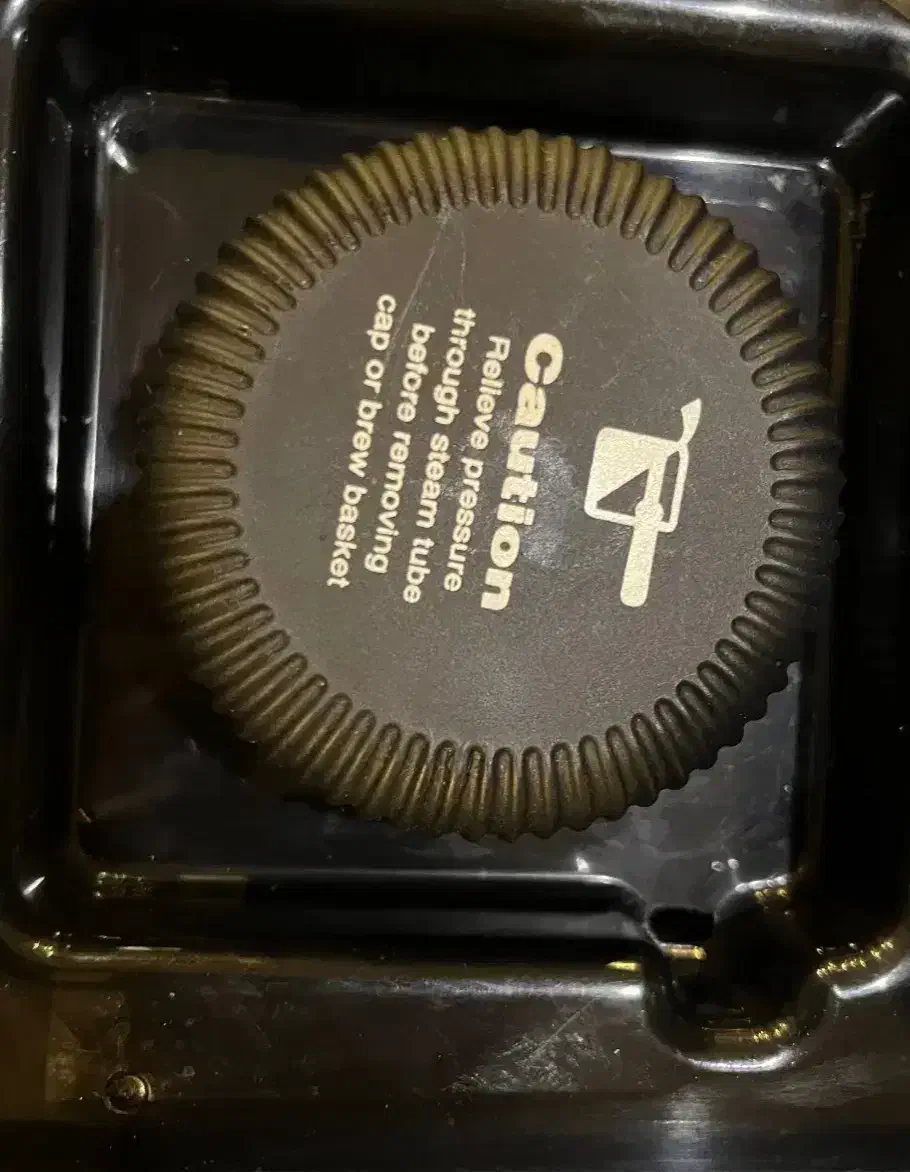 Caution
Relieve pressure
through steam tube
before removing
cap or brew basket